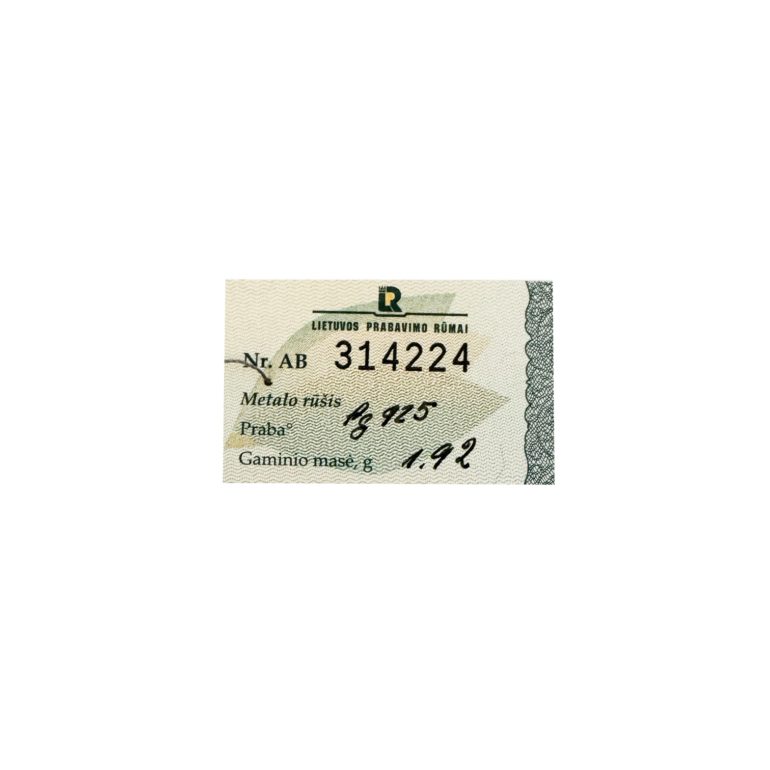 LR
LIETUVOS PRABAVIMO RŪMAI
Nr. AB 314224
Metalo rūšis
Praba° Ag 925
Gaminio masė, g 1.92